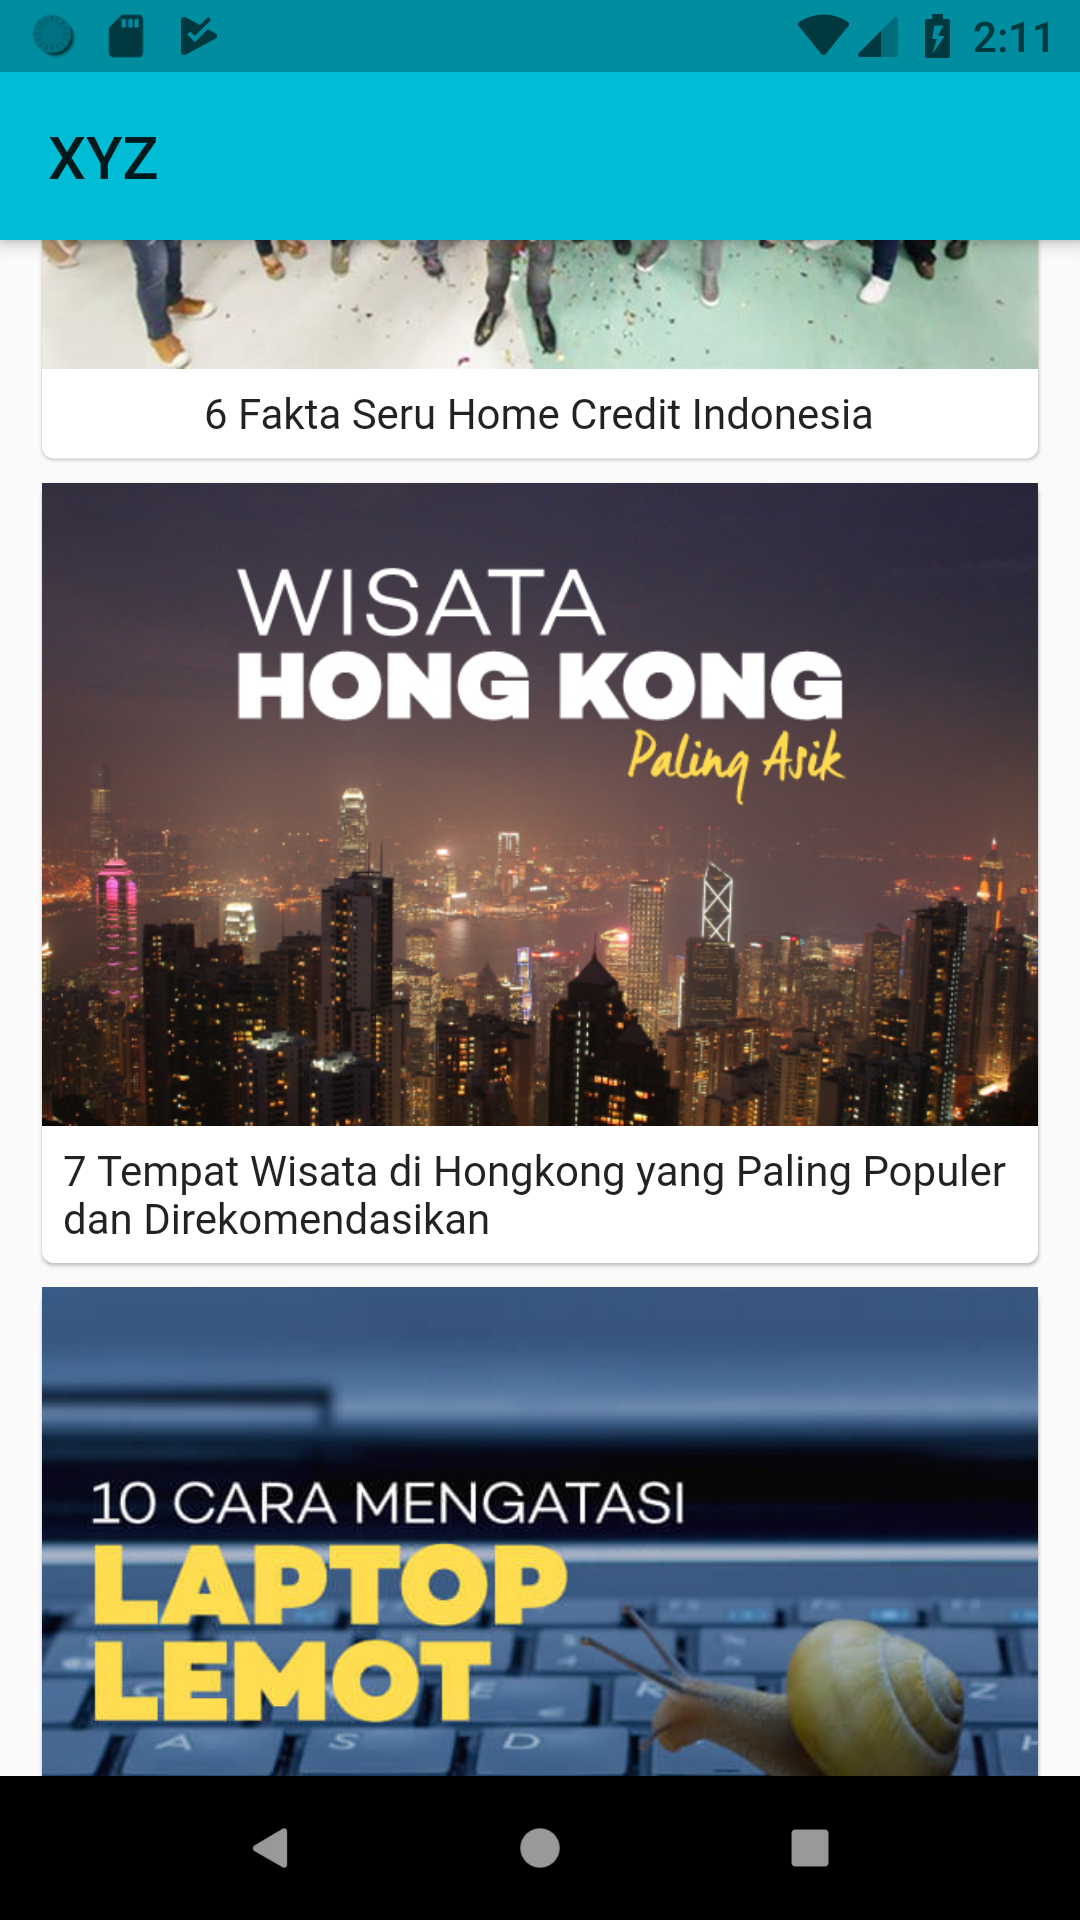 2:11
XYZ
6 Fakta Seru Home Credit Indonesia
WISATA
HONG KONG
Paling Asik
7 Tempat Wisata di Hongkong yang Paling Populer
dan Direkomendasikan
10 CARA MENGATASI
LAPTOP
LEMOT
A S D